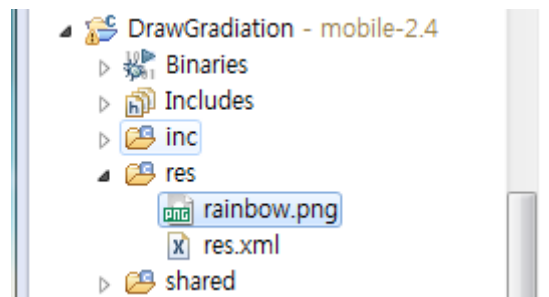 DrawGradiation - mobile-2.4
Binaries
Includes
inc
res
rainbow.png
res.xml
shared